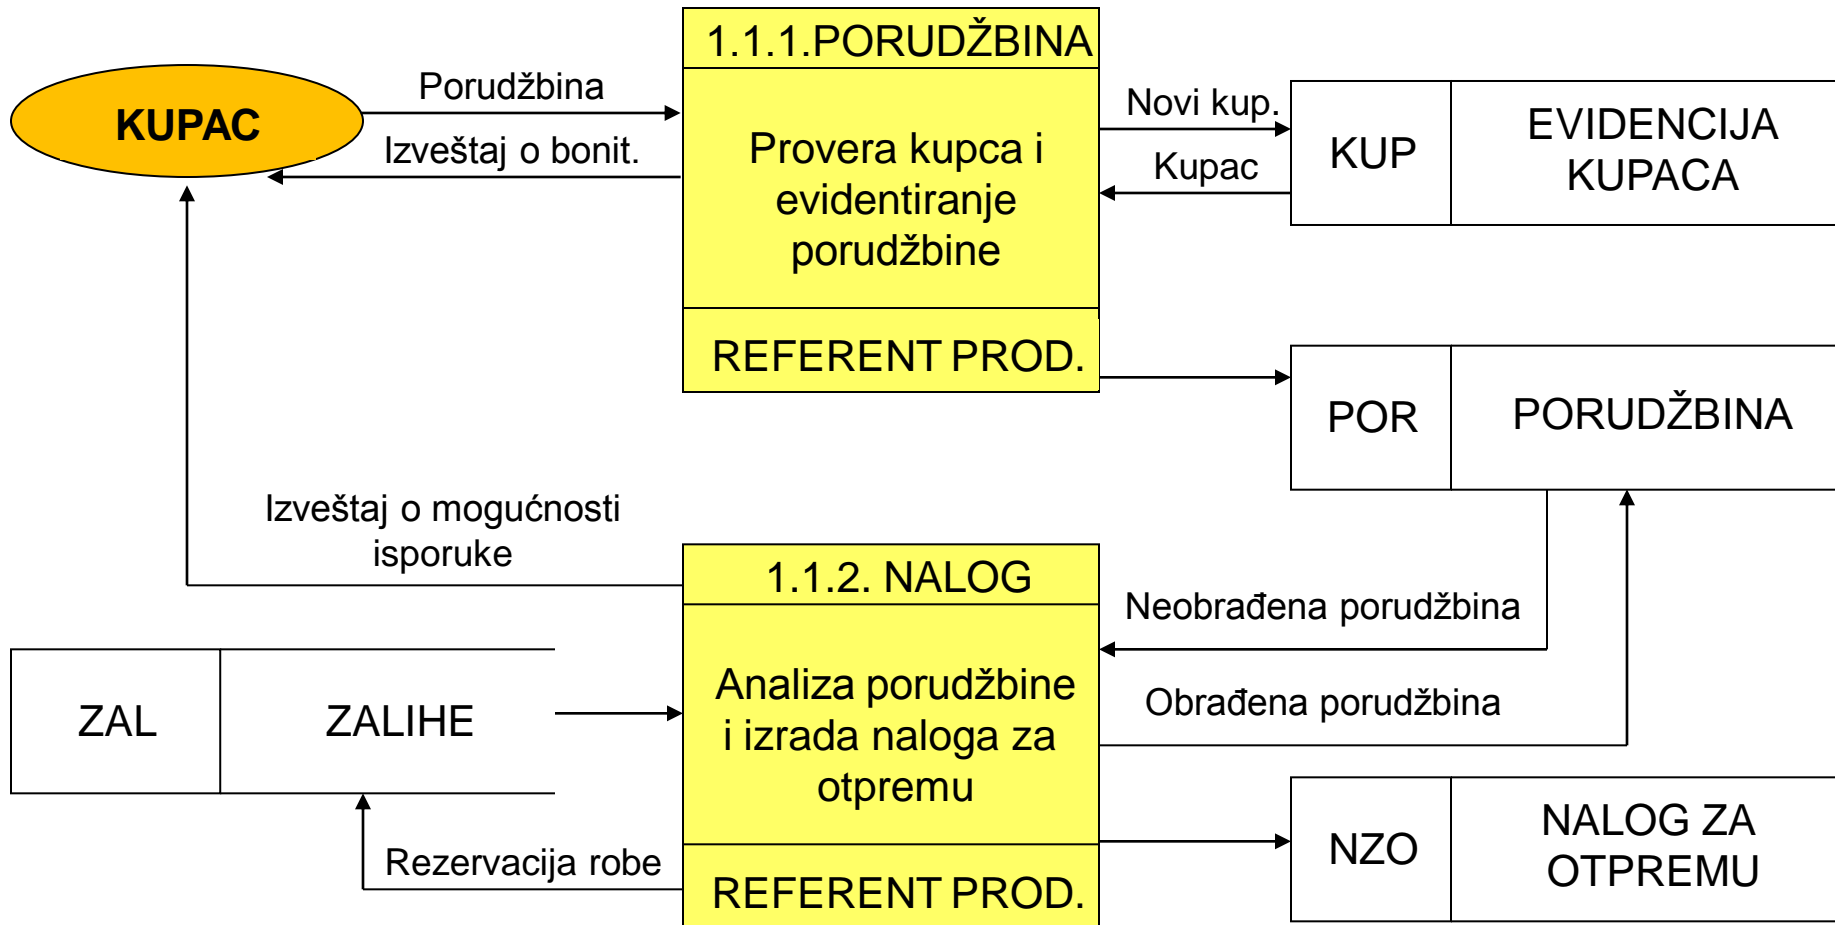 1.1.1.PORUDŽBINA
KUPAC
Porudžbina
Izveštaj o bonit.
Provera kupca i
evidentiranje
porudžbine
REFERENT PROD.
Novi kup.
Kupac
KUP
EVIDENCIJA
KUPACA
POR
PORUDŽBINA
Izveštaj o mogućnosti
isporuke
1.1.2. NALOG
Neobrađena porudžbina
ZAL
ZALIHE
Analiza porudžbine
i izrada naloga za
otpremu
Obrađena porudžbina
Rezervacija robe
REFERENT PROD.
NZO
NALOG ZA
OTPREMU